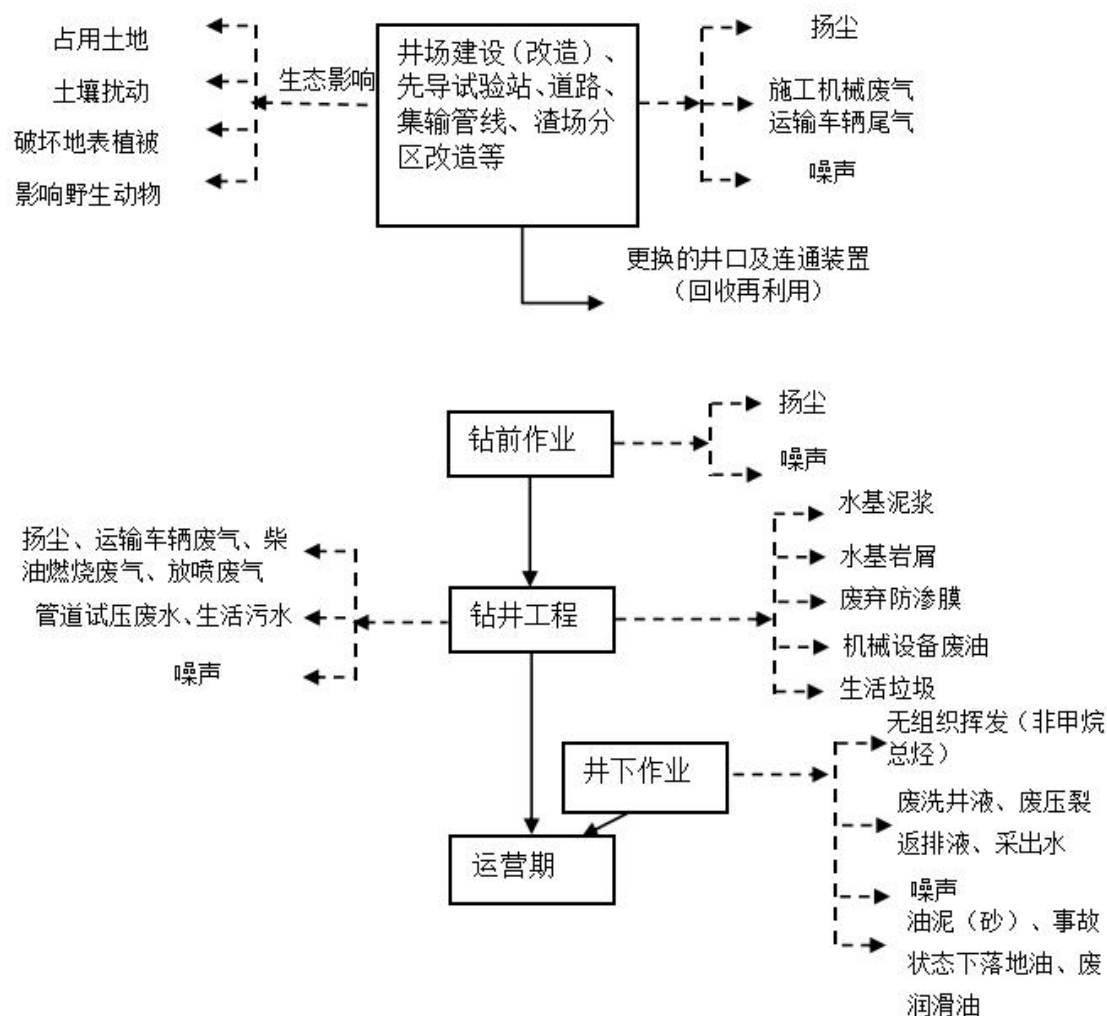 占用土地
土壤扰动
破坏地表植被
影响野生动物
生态影响
井场建设（改造）、
先导试验站、道路、
集输管线、渣场分
区改造等
扬尘
施工机械废气
运输车辆尾气
噪声
更换的井口及连通装置
（回收再利用）
钻前作业
扬尘
噪声
扬尘、运输车辆废气、柴
油燃烧废气、放喷废气
管道试压废水、生活污水
噪声
钻井工程
水基泥浆
水基岩屑
废弃防渗膜
机械设备废油
生活垃圾
井下作业
无组织挥发（非甲烷
总烃）
废洗井液、废压裂
返排液、采出水
噪声
油泥（砂）、事故
状态下落地油、废
润滑油
运营期